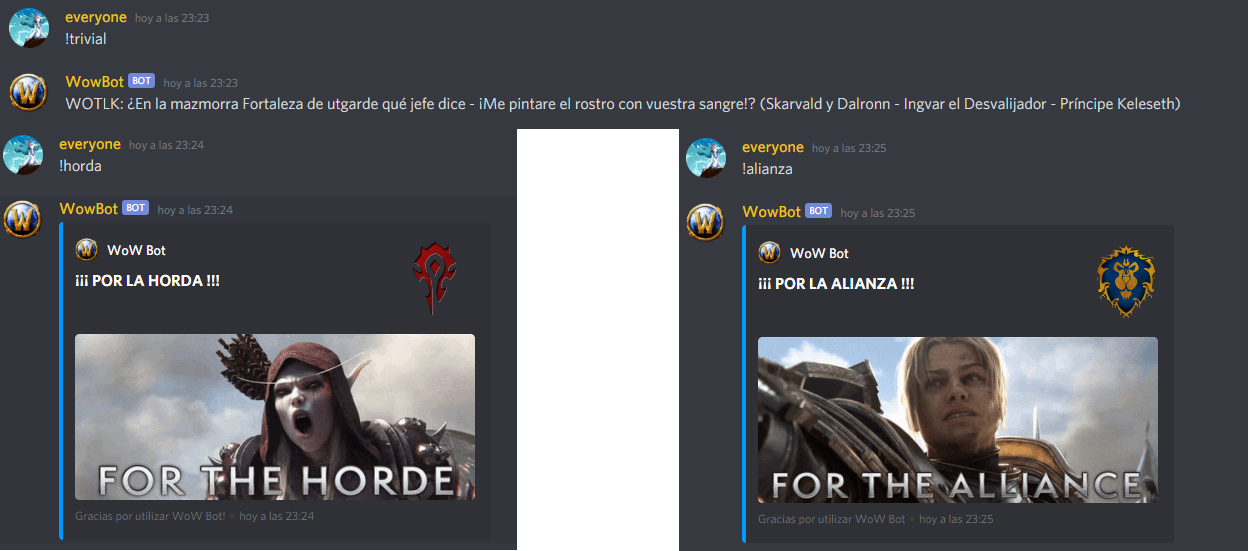 everyone hoy a las 23:23
!trivial
WowBot BOT hoy a las 23:23
WOTLK: ¿En la mazmorra Fortaleza de utgarde qué jefe dice - ¡Me pintare el rostro con vuestra sangre!? (Skarvald y Dalronn - Ingvar el Desvalijador - Príncipe Keleseth)
everyone hoy a las 23:24
!horda
WowBot BOT hoy a las 23:24
WoW Bot
¡¡¡ POR LA HORDA !!!
FOR THE HORDE
Gracias por utilizar WoW Bot! • hoy a las 23:24
everyone hoy a las 23:25
!alianza
WowBot BOT hoy a las 23:25
WoW Bot
¡¡¡ POR LA ALIANZA !!!
FOR THE ALLIANCE
Gracias por utilizar WoW Bot • hoy a las 23:25